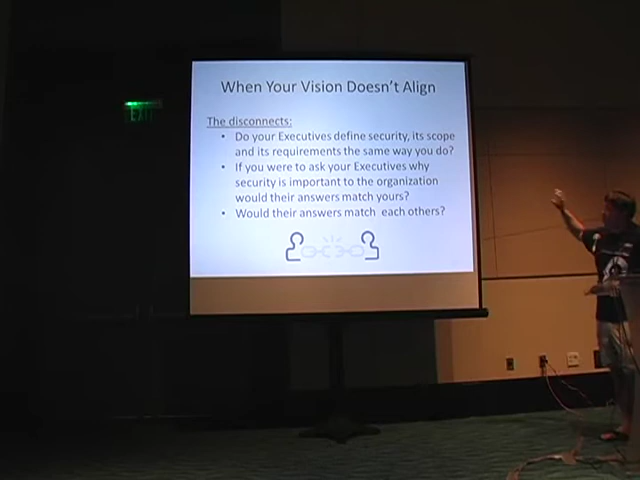 EXIT
When Your Vision Doesn't Align
The disconnects:
• Do your Executives define security, its scope
and its requirements the same way you do?
• If you were to ask your Executives why
security is important to the organization
would their answers match yours?
• Would their answers match each others?